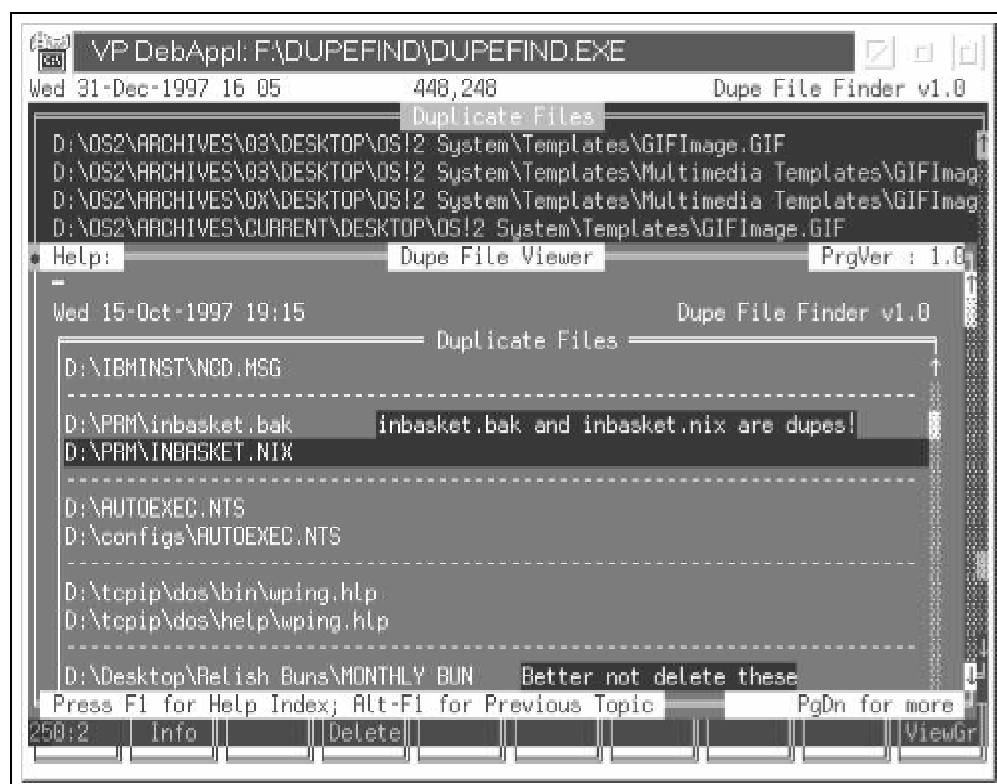 VP DebAppl: F:\DUPEFIND\DUPEFIND.EXE
Wed 31-Dec-1997 16 05 448,248 Dupe File Finder v1.0
Duplicate Files
D:\OS2\ARCHIVES\03\DESKTOP\OS!2 System\Templates\GIFImage.GIF
D:\OS2\ARCHIVES\03\DESKTOP\OS!2 System\Templates\Multimedia Templates\GIFImag
D:\OS2\ARCHIVES\0X\DESKTOP\OS!2 System\Templates\Multimedia Templates\GIFImag
D:\OS2\ARCHIVES\CURRENT\DESKTOP\OS!2 System\Templates\GIFImage.GIF
Help: Dupe File Viewer PrgVer : 1.0
Wed 15-Oct-1997 19:15 Dupe File Finder v1.0
Duplicate Files
D:\IBMINST\NCD.MSG
D:\PRM\inbasket.bak inbasket.bak and inbasket.nix are dupes!
D:\PRM\INBASKET.NIX
D:\AUTOEXEC.NTS
D:\configs\AUTOEXEC.NTS
D:\tcpip\dos\bin\wping.hlp
D:\tcpip\dos\help\wping.hlp
D:\Desktop\Relish Buns\MONTHLY BUN Better not delete these
Press F1 for Help Index; Alt-F1 for Previous Topic PgDn for more
250:2 Info Delete ViewGr